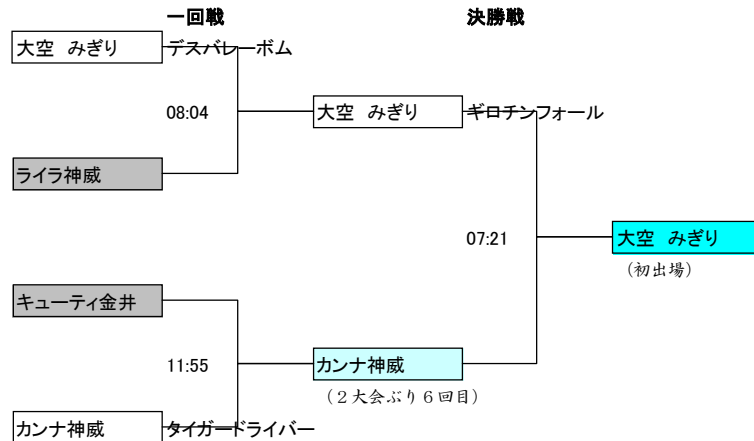 一回戦
決勝戦
大空　みぎり
デスバレーボム
08:04
ライラ神威
大空　みぎり
ギロチンフォール
07:21
大空　みぎり
（初出場）
キューティ金井
11:55
カンナ神威
（２大会ぶり６回目）
カンナ神威
タイガードライバー